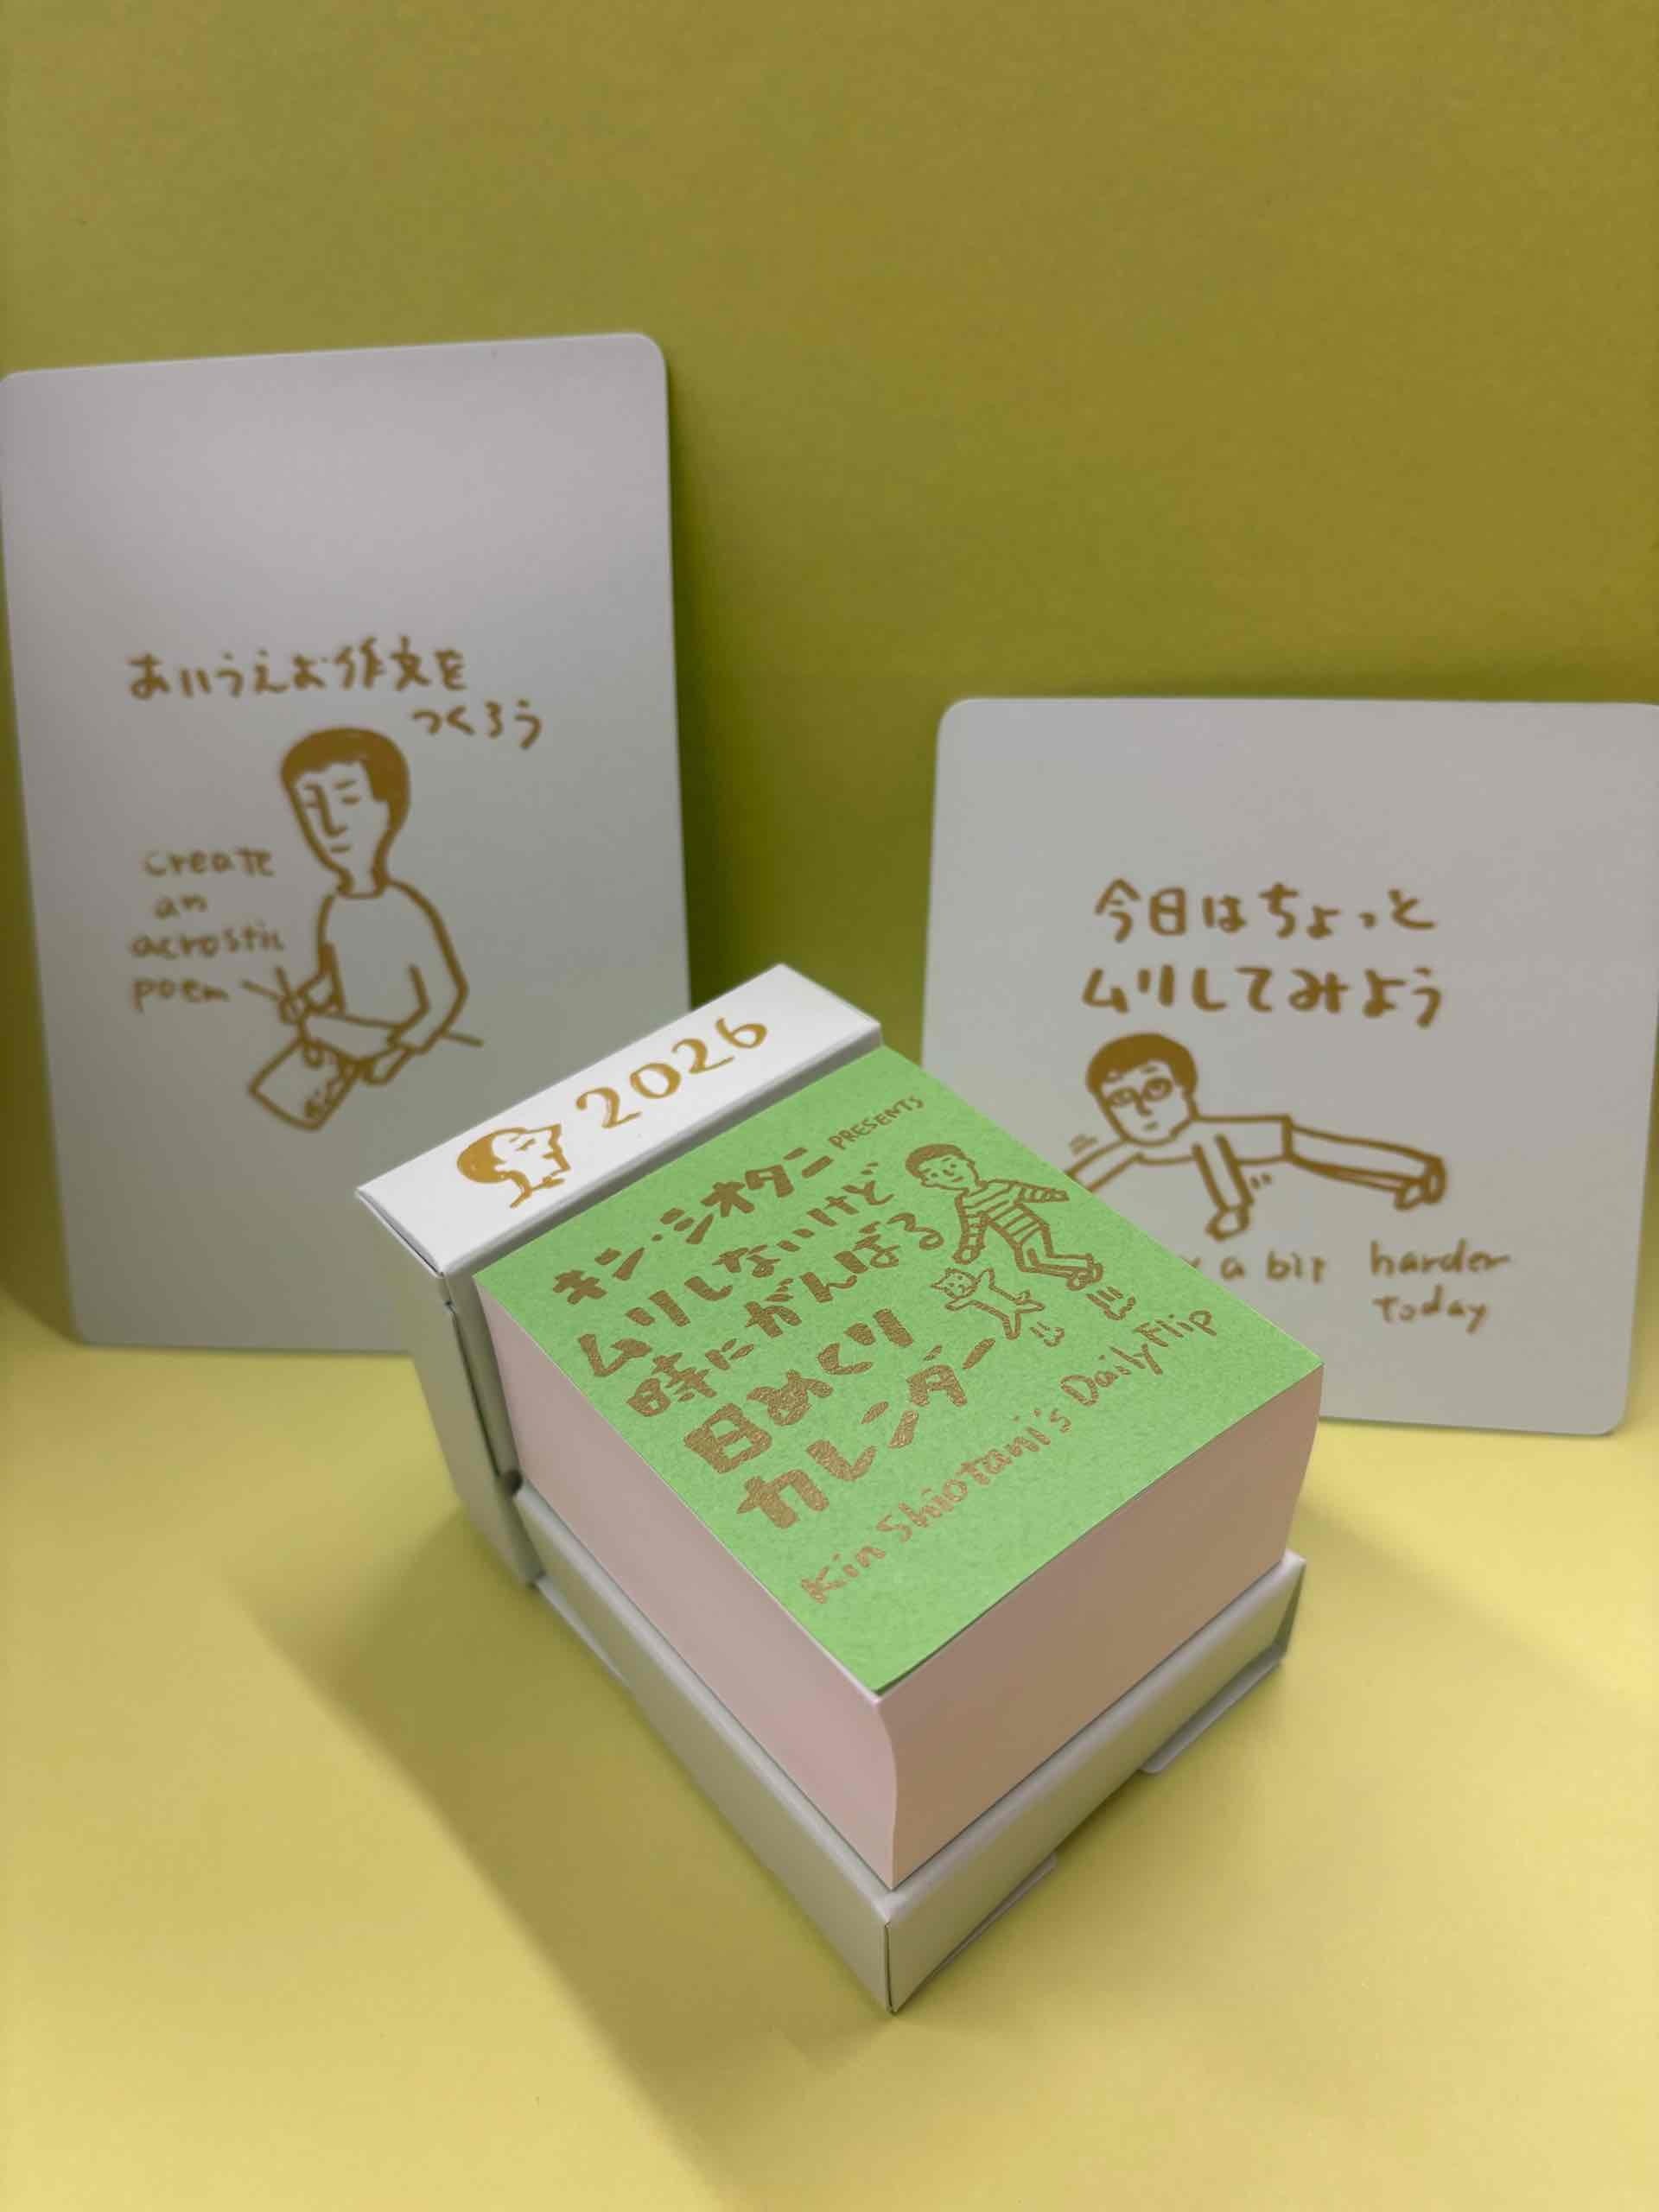 あいうえお作文を
つくろう
create
an
acrostic
poem
今日はちょっと
ムリしてみよう
a bit harder
today
2026
キン・シオタニ PRESENTS
ムリしないけど
時にがんばる
日めくり
カレンダー
Kin Shiotani's Daily Flip